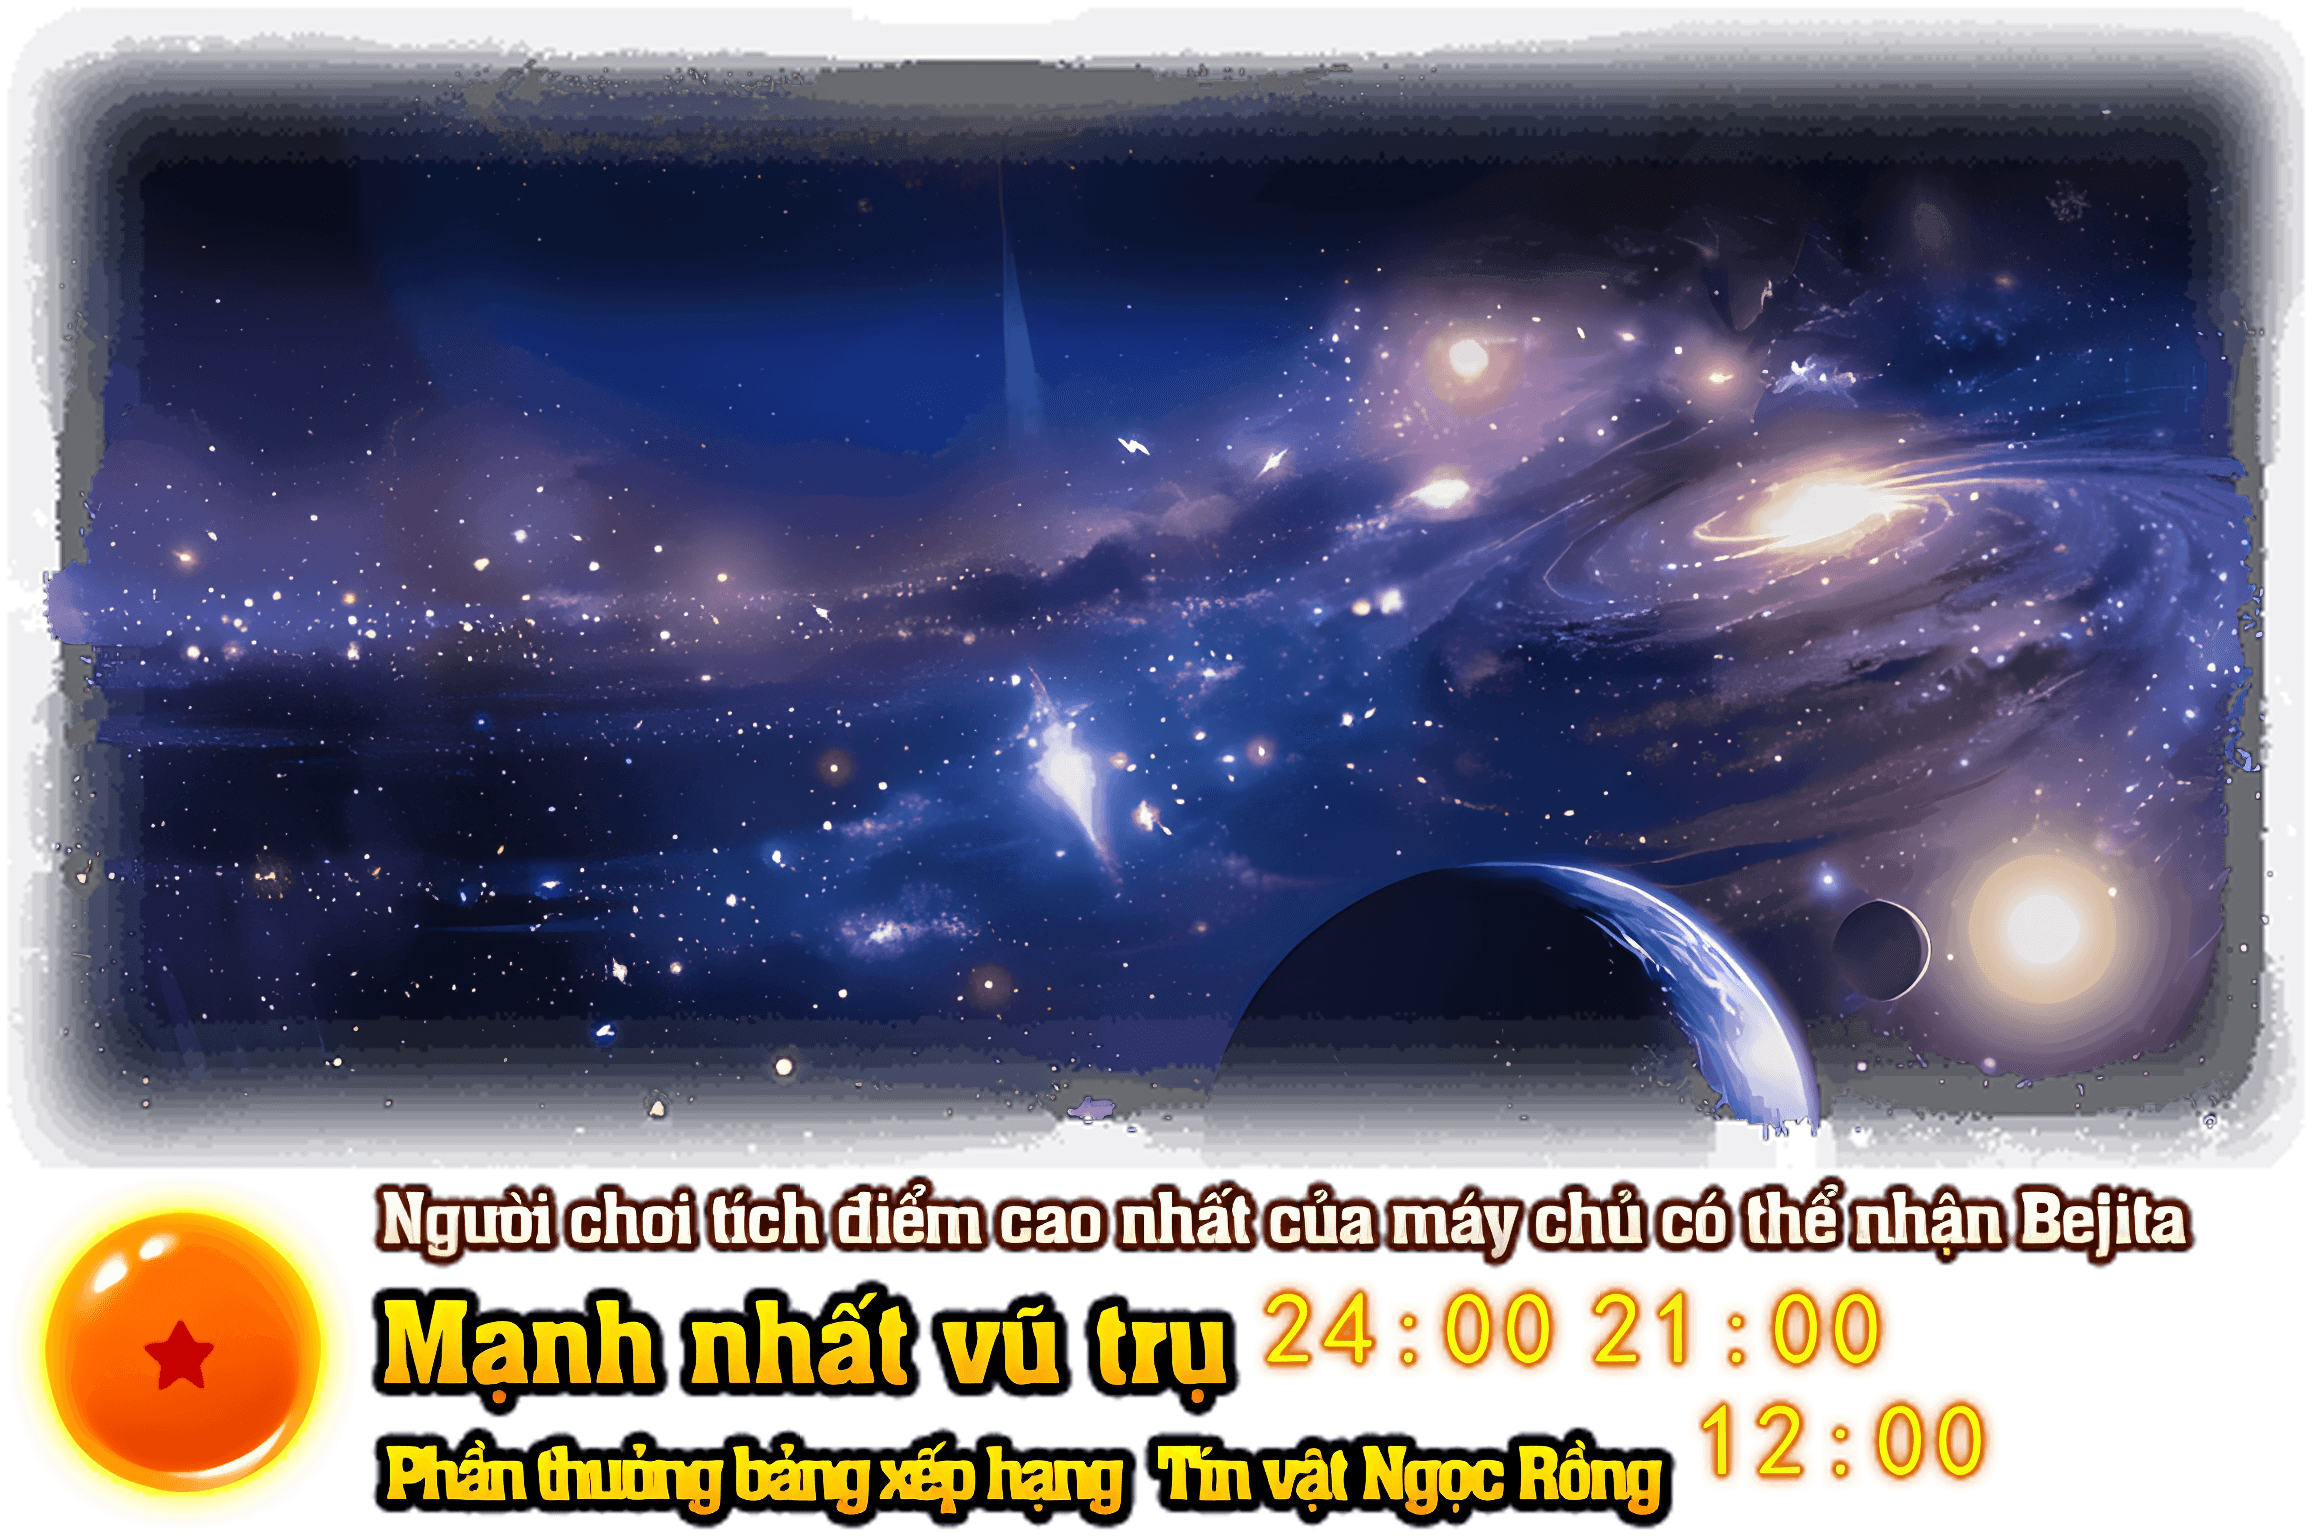 Người chơi tích điểm cao nhất của máy chủ có thể nhận Bejita
Mạnh nhất vũ trụ 24:00 21:00
12:00
Phần thưởng bảng xếp hạng Tín vật Ngọc Rồng